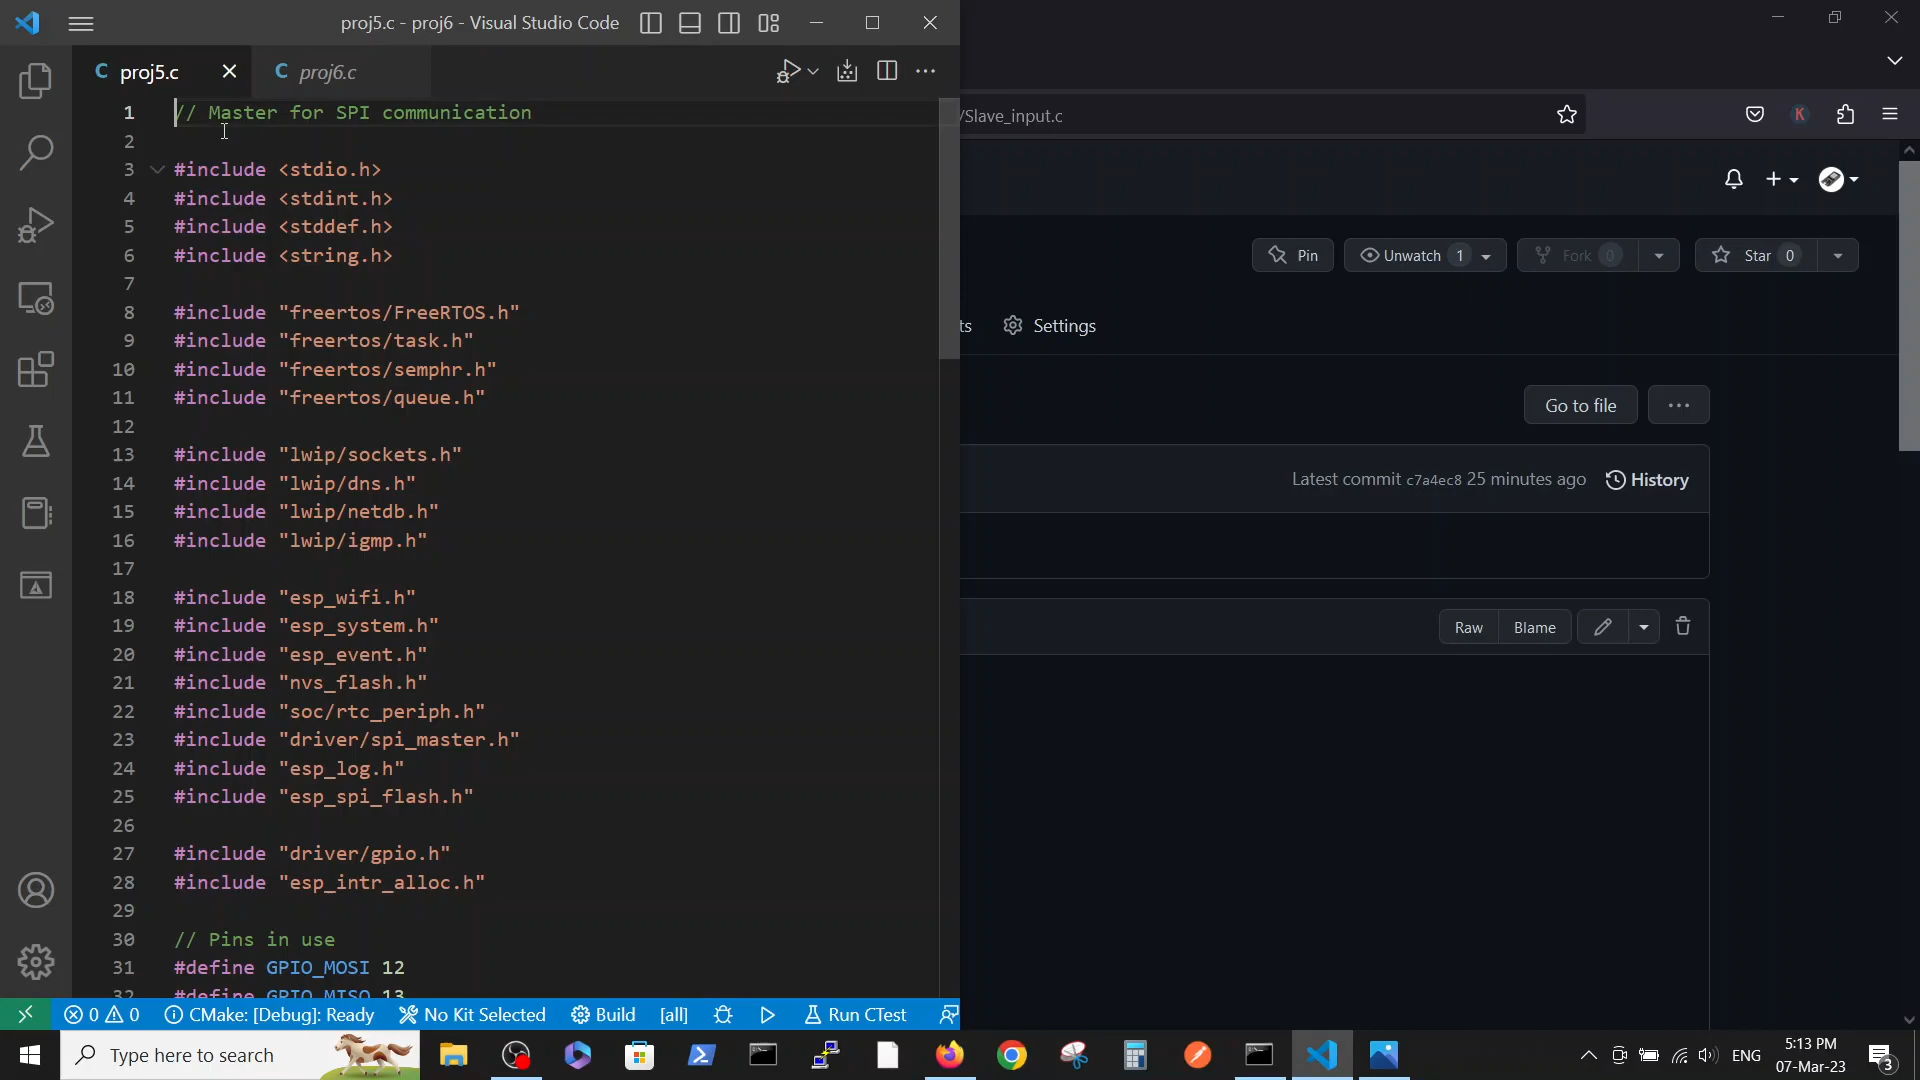 proj5.c - proj6 - Visual Studio Code
C proj5.c
C proj6.c
1 // Master for SPI communication
2
3 #include <stdio.h>
4 #include <stdint.h>
5 #include <stddef.h>
6 #include <string.h>
7
8 #include "freertos/FreeRTOS.h"
9 #include "freertos/task.h"
10 #include "freertos/semphr.h"
11 #include "freertos/queue.h"
12
13 #include "lwip/sockets.h"
14 #include "lwip/dns.h"
15 #include "lwip/netdb.h"
16 #include "lwip/igmp.h"
17
18 #include "esp_wifi.h"
19 #include "esp_system.h"
20 #include "esp_event.h"
21 #include "nvs_flash.h"
22 #include "soc/rtc_periph.h"
23 #include "driver/spi_master.h"
24 #include "esp_log.h"
25 #include "esp_spi_flash.h"
26
27 #include "driver/gpio.h"
28 #include "esp_intr_alloc.h"
29
30 // Pins in use
31 #define GPIO_MOSI 12
32 #define GPIO_MISO 13
0 0 CMake: [Debug]: Ready No Kit Selected Build [all] Run CTest
/Slave_input.c
K
Pin
Unwatch 1
Fork 0
Star 0
ts
Settings
Go to file
Latest commit c7a4ec8 25 minutes ago
History
Raw
Blame
Type here to search
ENG
5:13 PM
07-Mar-23
3